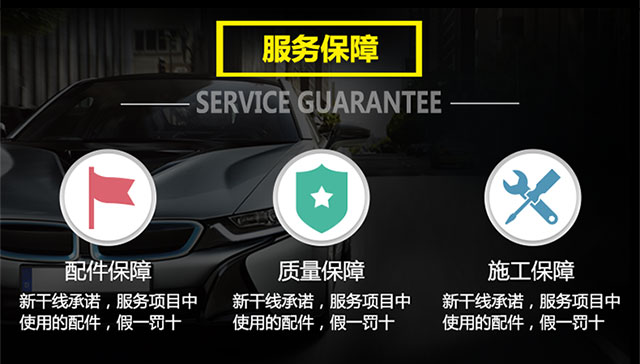 服务保障
SERVICE GUARANTEE
配件保障
新干线承诺，服务项目中
使用的配件，假一罚十
质量保障
新干线承诺，服务项目中
使用的配件，假一罚十
施工保障
新干线承诺，服务项目中
使用的配件，假一罚十